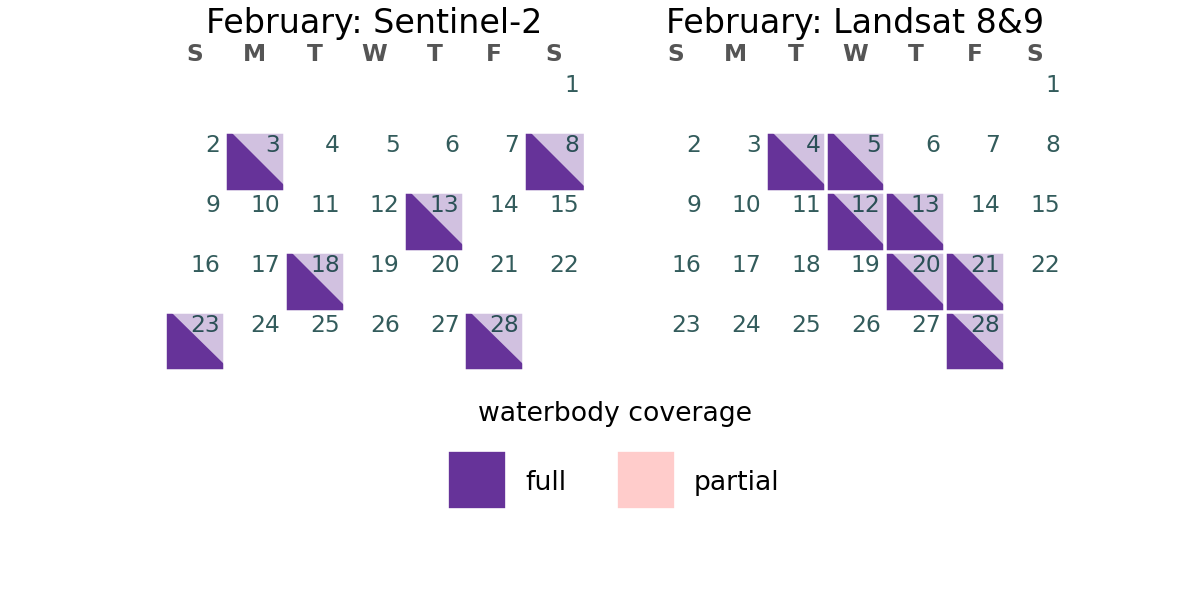 February: Sentinel-2
S M T W T F S
1
2 3 4 5 6 7 8
9 10 11 12 13 14 15
16 17 18 19 20 21 22
23 24 25 26 27 28
February: Landsat 8&9
S M T W T F S
1
2 3 4 5 6 7 8
9 10 11 12 13 14 15
16 17 18 19 20 21 22
23 24 25 26 27 28
waterbody coverage
full partial